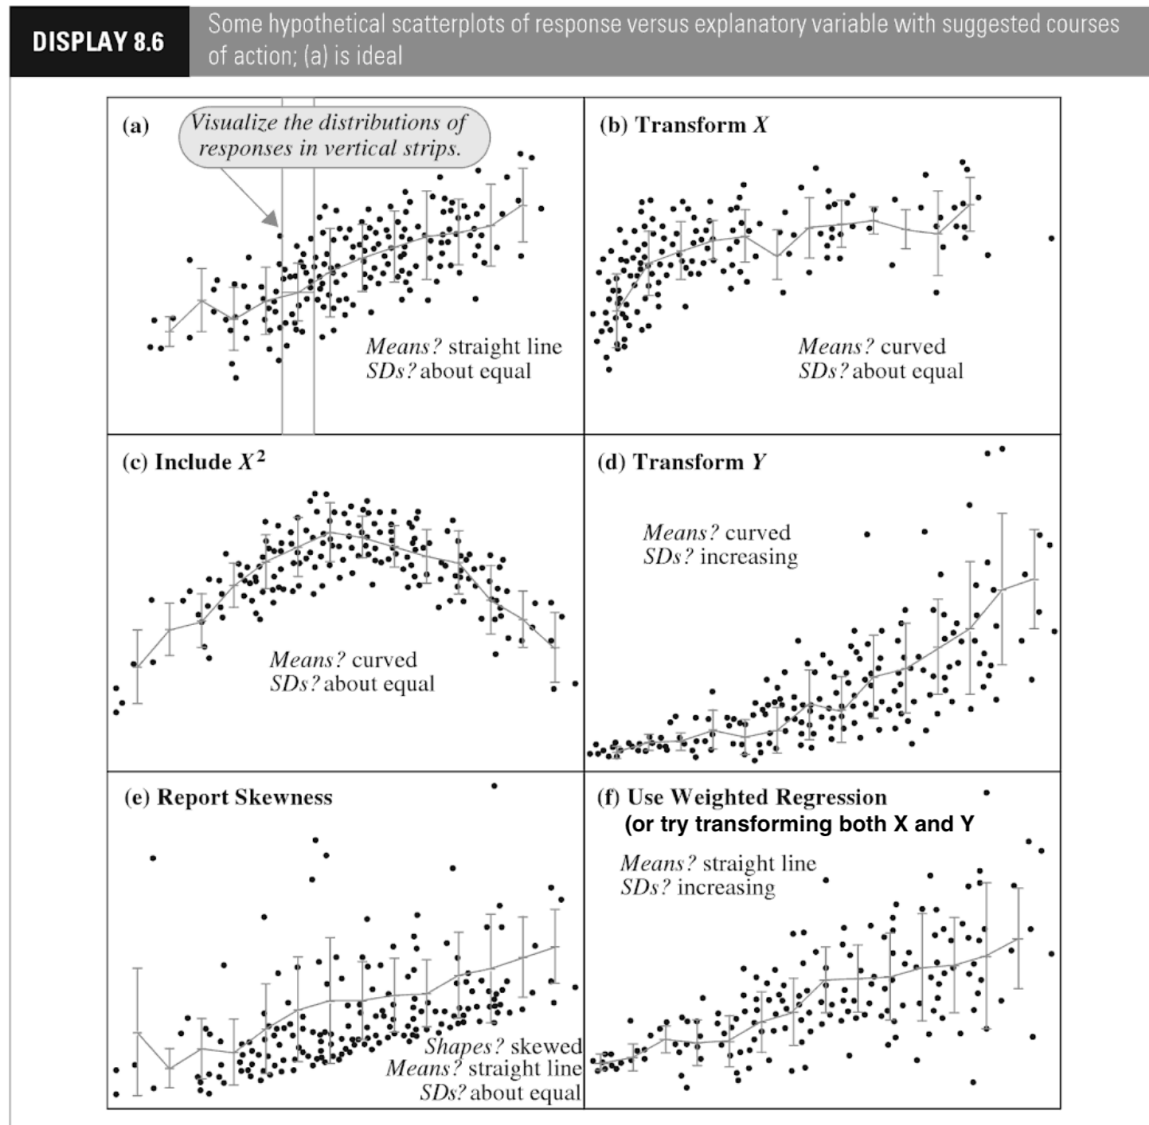 DISPLAY 8.6
Some hypothetical scatterplots of response versus explanatory variable with suggested courses
of action; (a) is ideal
(a)
Visualize the distributions of
responses in vertical strips.
Means? straight line
SDs? about equal
(b) Transform X
Means? curved
SDs? about equal
(c) Include X²
Means? curved
SDs? about equal
(d) Transform Y
Means? curved
SDs? increasing
(e) Report Skewness
Shapes? skewed
Means? straight line
SDs? about equal
(f) Use Weighted Regression
(or try transforming both X and Y
Means? straight line
SDs? increasing